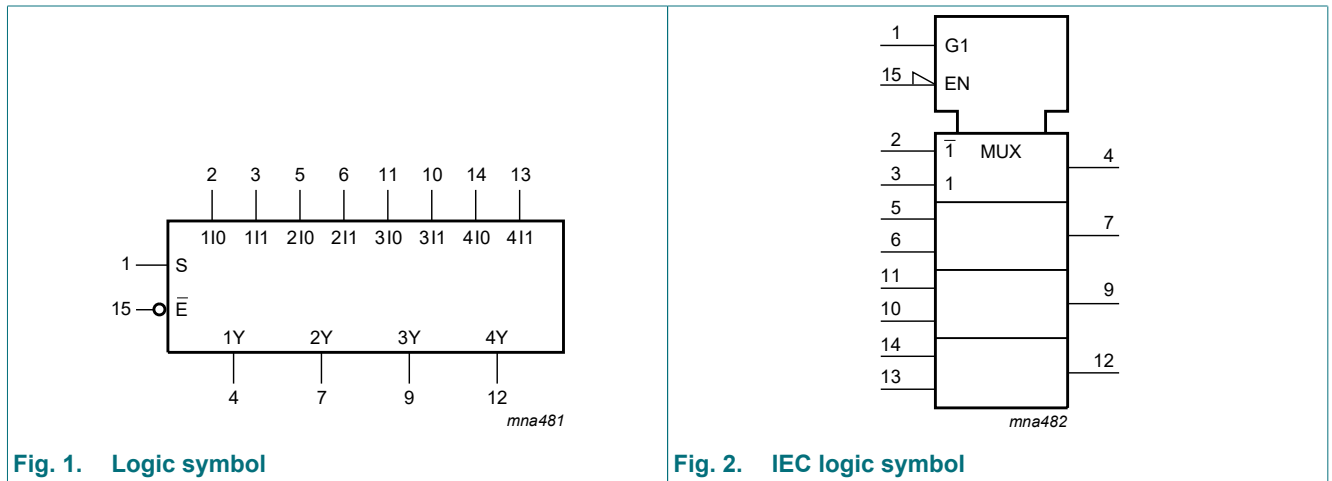 2 3 5 6 11 10 14 13
1I0 1I1 2I0 2I1 3I0 3I1 4I0 4I1
1 S
15 E̅
1Y 2Y 3Y 4Y
4 7 9 12
mna481
Fig. 1. Logic symbol
1 G1
15 EN
2 1̅ MUX 4
3 1
5
7
6
11
9
10
14
12
13
mna482
Fig. 2. IEC logic symbol